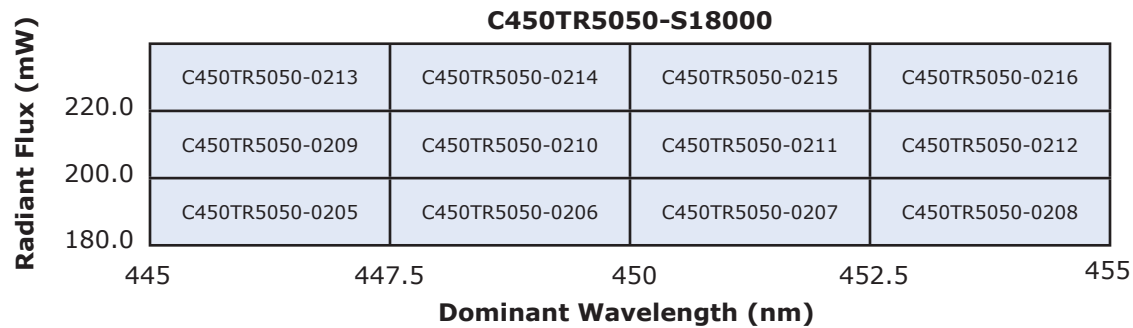 C450TR5050-S18000
Radiant Flux (mW)
C450TR5050-0213 C450TR5050-0214 C450TR5050-0215 C450TR5050-0216
220.0
C450TR5050-0209 C450TR5050-0210 C450TR5050-0211 C450TR5050-0212
200.0
C450TR5050-0205 C450TR5050-0206 C450TR5050-0207 C450TR5050-0208
180.0
445 447.5 450 452.5 455
Dominant Wavelength (nm)